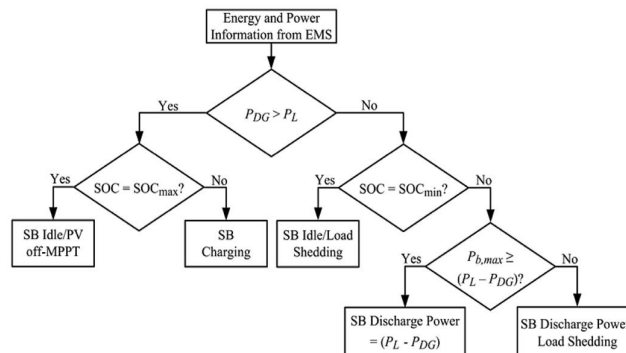 Energy and Power
Information from EMS
Yes
P_DG > P_L
No
Yes
SOC = SOC_max?
No
Yes
SOC = SOC_min?
No
SB Idle/PV
off-MPPT
SB
Charging
SB Idle/Load
Shedding
Yes
P_b,max ≥
(P_L – P_DG)?
No
SB Discharge Power
= (P_L - P_DG)
SB Discharge Power
Load Shedding